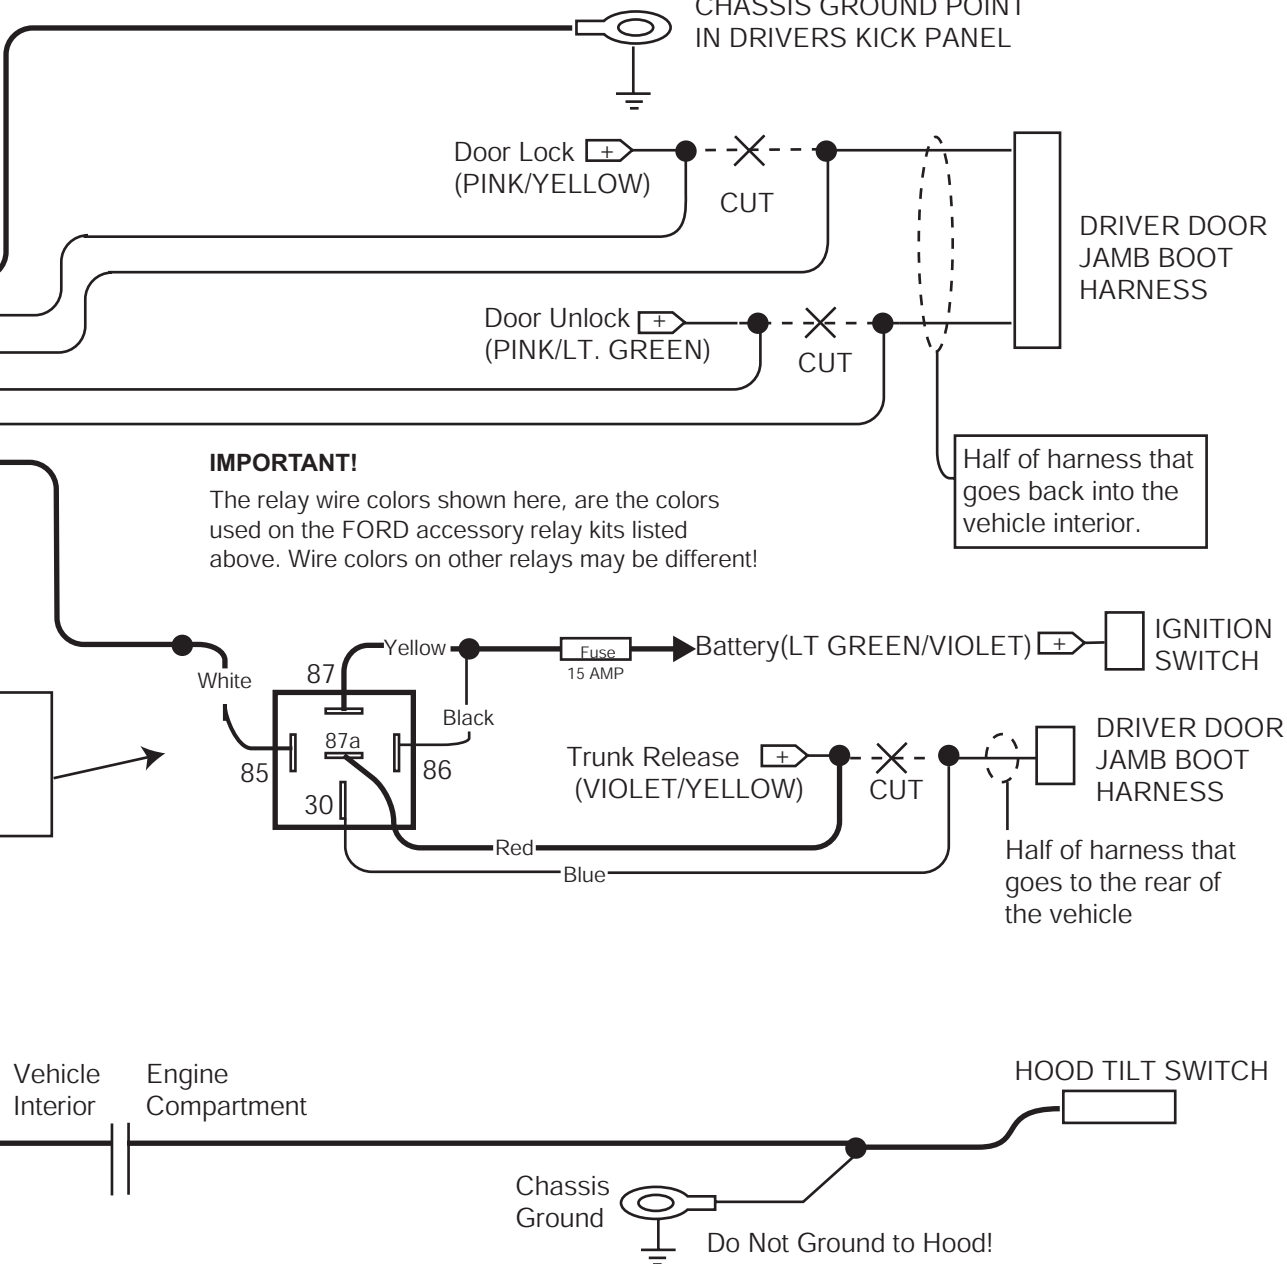 CHASSIS GROUND POINT
IN DRIVERS KICK PANEL
Door Lock +
(PINK/YELLOW)
CUT
DRIVER DOOR
JAMB BOOT
HARNESS
Door Unlock +
(PINK/LT. GREEN)
CUT
Half of harness that
goes back into the
vehicle interior.
IMPORTANT!
The relay wire colors shown here, are the colors
used on the FORD accessory relay kits listed
above. Wire colors on other relays may be different!
Yellow
Fuse
15 AMP
Battery(LT GREEN/VIOLET) +
IGNITION
SWITCH
White
87
Black
87a
85
86
30
Trunk Release +
(VIOLET/YELLOW)
CUT
DRIVER DOOR
JAMB BOOT
HARNESS
Red
Blue
Half of harness that
goes to the rear of
the vehicle
Vehicle
Interior
Engine
Compartment
HOOD TILT SWITCH
Chassis
Ground
Do Not Ground to Hood!